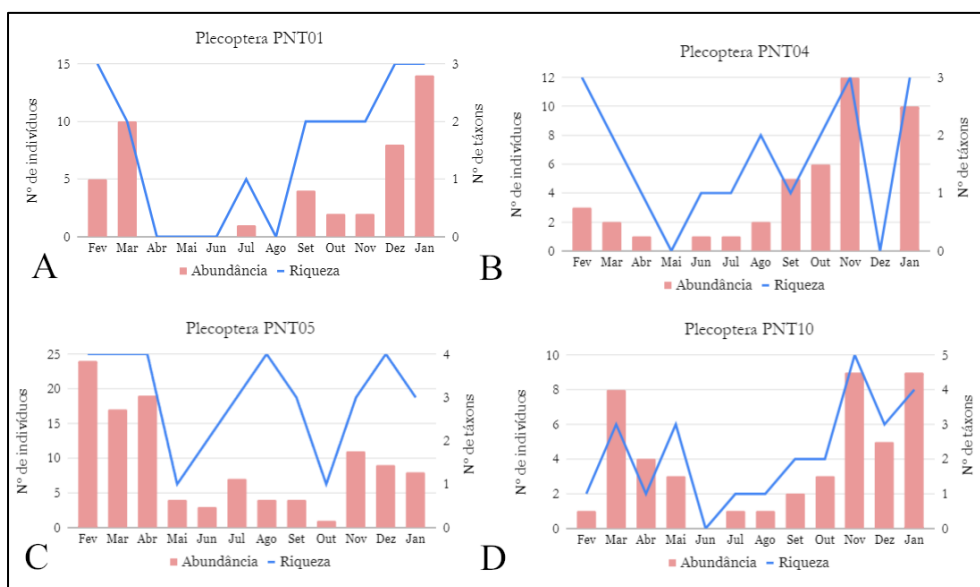 Plecoptera PNT01
15
10
5
0
3
2
1
0
Nº de indivíduos
Nº de táxons
Fev Mar Abr Mai Jun Jul Ago Set Out Nov Dez Jan
Abundância Riqueza
A
Plecoptera PNT04
12
10
8
6
4
2
0
3
2
1
0
Nº de indivíduos
Nº de táxons
Fev Mar Abr Mai Jun Jul Ago Set Out Nov Dez Jan
Abundância Riqueza
B
Plecoptera PNT05
25
20
15
10
5
0
4
3
2
1
0
Nº de indivíduos
Nº de táxons
Fev Mar Abr Mai Jun Jul Ago Set Out Nov Dez Jan
Abundância Riqueza
C
Plecoptera PNT10
10
8
6
4
2
0
5
4
3
2
1
0
Nº de indivíduos
Nº de táxons
Fev Mar Abr Mai Jun Jul Ago Set Out Nov Dez Jan
Abundância Riqueza
D